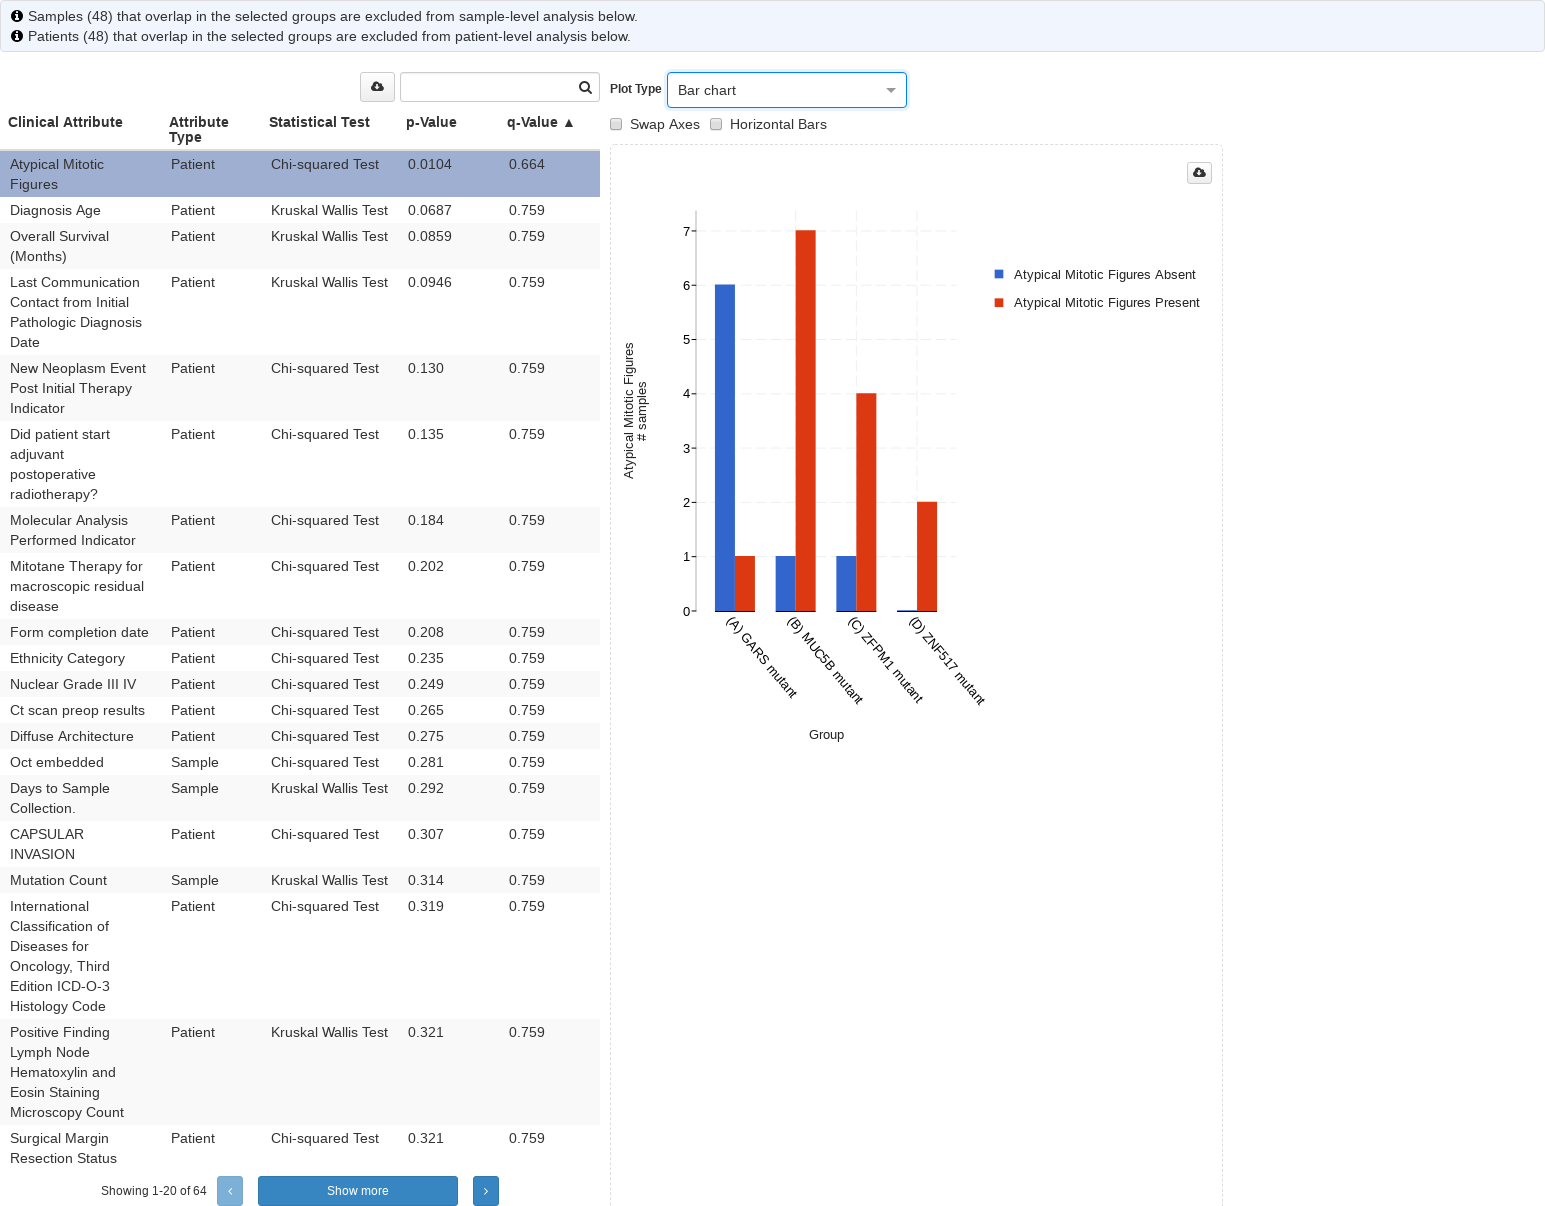 Samples (48) that overlap in the selected groups are excluded from sample-level analysis below.
Patients (48) that overlap in the selected groups are excluded from patient-level analysis below.
Plot Type Bar chart
Swap Axes Horizontal Bars
Clinical Attribute Attribute Type Statistical Test p-Value q-Value ▲
Atypical Mitotic Figures Patient Chi-squared Test 0.0104 0.664
Diagnosis Age Patient Kruskal Wallis Test 0.0687 0.759
Overall Survival (Months) Patient Kruskal Wallis Test 0.0859 0.759
Last Communication Contact from Initial Pathologic Diagnosis Date Patient Kruskal Wallis Test 0.0946 0.759
New Neoplasm Event Post Initial Therapy Indicator Patient Chi-squared Test 0.130 0.759
Did patient start adjuvant postoperative radiotherapy? Patient Chi-squared Test 0.135 0.759
Molecular Analysis Performed Indicator Patient Chi-squared Test 0.184 0.759
Mitotane Therapy for macroscopic residual disease Patient Chi-squared Test 0.202 0.759
Form completion date Patient Chi-squared Test 0.208 0.759
Ethnicity Category Patient Chi-squared Test 0.235 0.759
Nuclear Grade III IV Patient Chi-squared Test 0.249 0.759
Ct scan preop results Patient Chi-squared Test 0.265 0.759
Diffuse Architecture Patient Chi-squared Test 0.275 0.759
Oct embedded Sample Chi-squared Test 0.281 0.759
Days to Sample Collection. Sample Kruskal Wallis Test 0.292 0.759
CAPSULAR INVASION Patient Chi-squared Test 0.307 0.759
Mutation Count Sample Kruskal Wallis Test 0.314 0.759
International Classification of Diseases for Oncology, Third Edition ICD-O-3 Histology Code Patient Chi-squared Test 0.319 0.759
Positive Finding Lymph Node Hematoxylin and Eosin Staining Microscopy Count Patient Kruskal Wallis Test 0.321 0.759
Surgical Margin Resection Status Patient Chi-squared Test 0.321 0.759
Showing 1-20 of 64 ‹ Show more ›
Atypical Mitotic Figures
# samples
7
6
5
4
3
2
1
0
(A) GARS mutant
(B) MUC5B mutant
(C) ZFPM1 mutant
(D) ZNF517 mutant
Group
Atypical Mitotic Figures Absent
Atypical Mitotic Figures Present